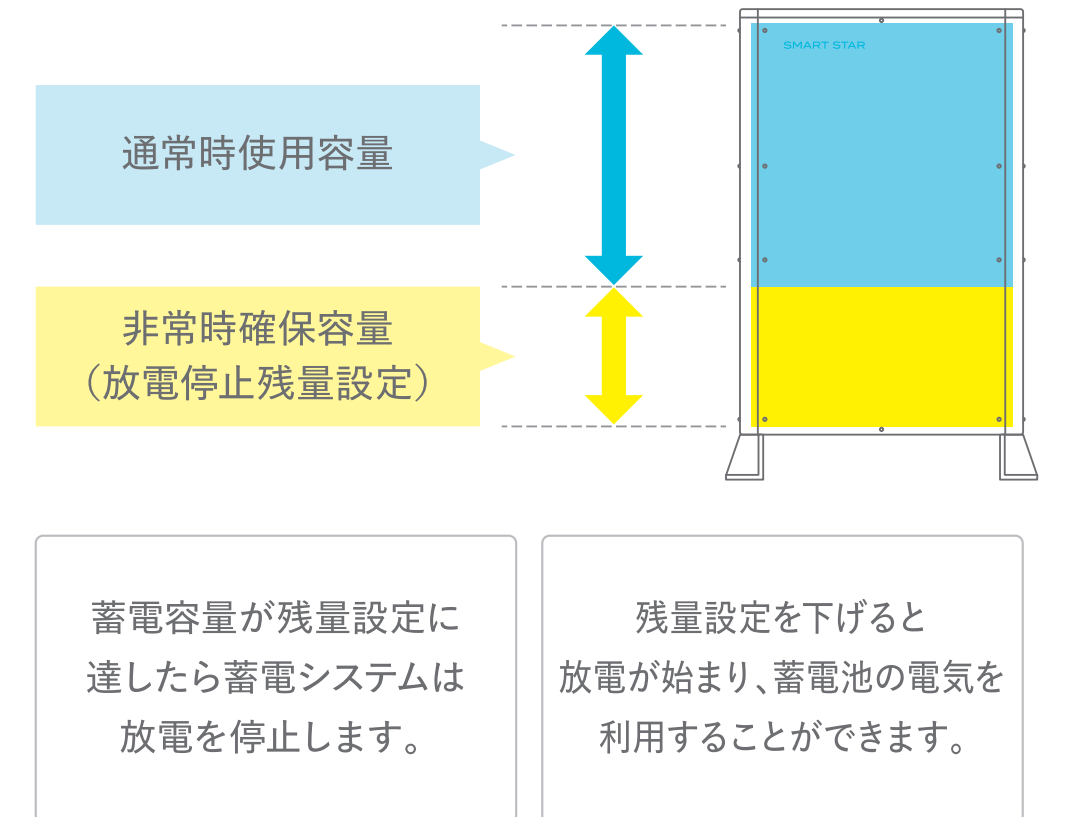 SMART STAR
通常時使用容量
非常時確保容量
（放電停止残量設定）
蓄電容量が残量設定に
達したら蓄電システムは
放電を停止します。
残量設定を下げると
放電が始まり、蓄電池の電気を
利用することができます。